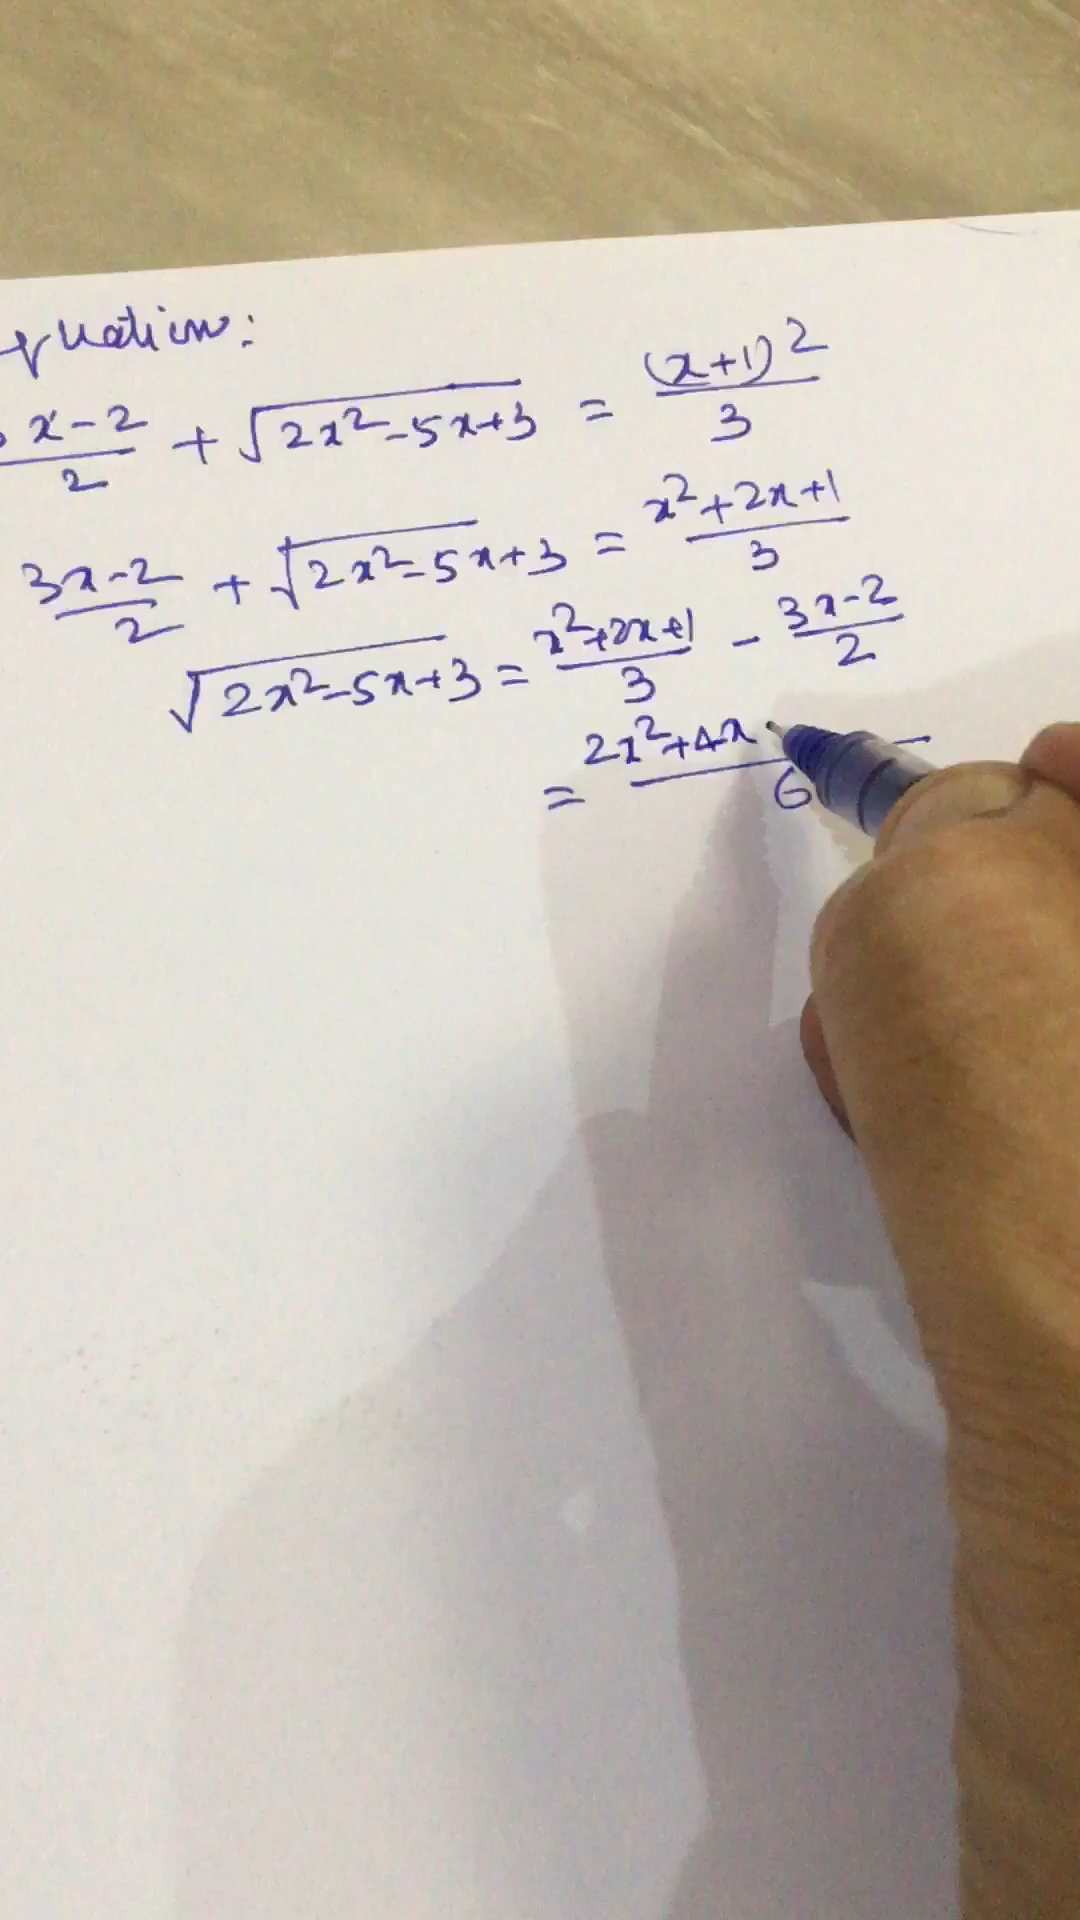 quation:
3x-2/2 + √(2x²-5x+3) = (x+1)²/3
3x-2/2 + √(2x²-5x+3) = x²+2x+1/3
√(2x²-5x+3) = x²+2x+1/3 - 3x-2/2
= 2x²+4x /6